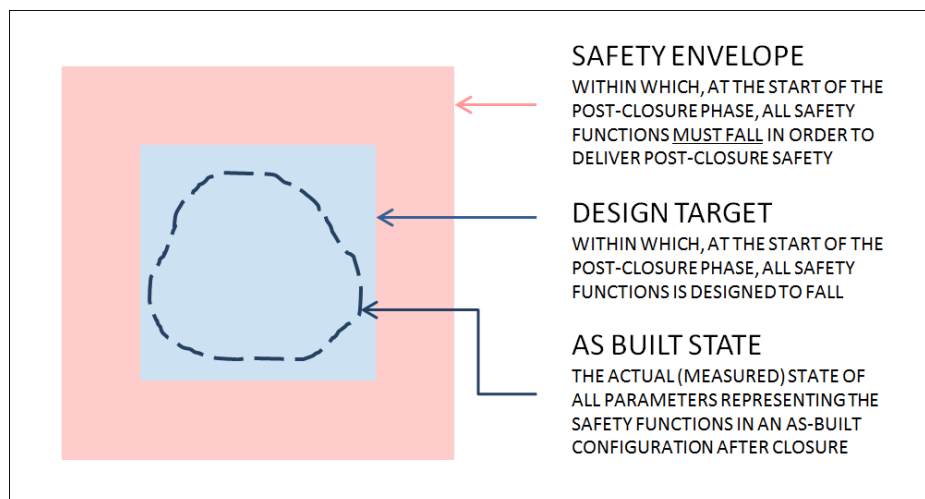 SAFETY ENVELOPE
WITHIN WHICH, AT THE START OF THE
POST-CLOSURE PHASE, ALL SAFETY
FUNCTIONS MUST FALL IN ORDER TO
DELIVER POST-CLOSURE SAFETY
DESIGN TARGET
WITHIN WHICH, AT THE START OF THE
POST-CLOSURE PHASE, ALL SAFETY
FUNCTIONS IS DESIGNED TO FALL
AS BUILT STATE
THE ACTUAL (MEASURED) STATE OF
ALL PARAMETERS REPRESENTING THE
SAFETY FUNCTIONS IN AN AS-BUILT
CONFIGURATION AFTER CLOSURE